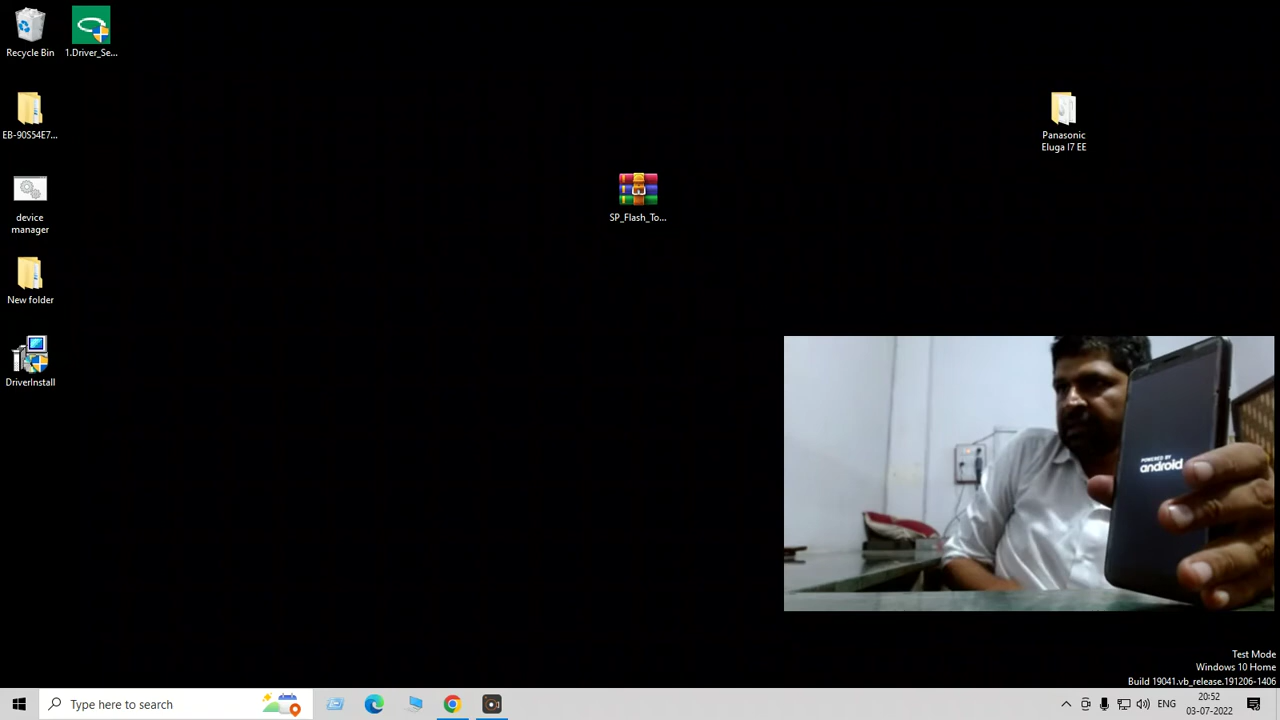 Recycle Bin
1.Driver_Se...
EB-90S54E7...
device
manager
New folder
DriverInstall
SP_Flash_To...
Panasonic
Eluga I7 EE
POWERED BY
android
Test Mode
Windows 10 Home
Build 19041.vb_release.191206-1406
Type here to search
ENG
20:52
03-07-2022